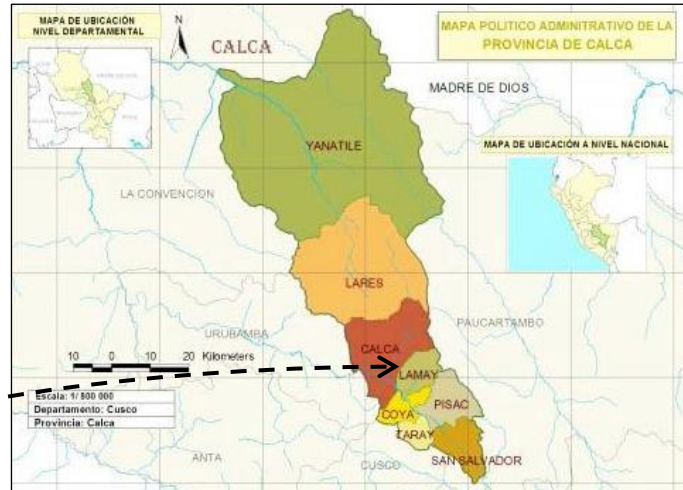 MAPA DE UBICACIÓN
NIVEL DEPARTAMENTAL
N
CALCA
MAPA POLITICO ADMINITRATIVO DE LA
PROVINCIA DE CALCA
MADRE DE DIOS
YANATILE
MAPA DE UBICACIÓN A NIVEL NACIONAL
LA CONVENCION
LARES
PAUCARTAMBO
URUBAMBA
CALCA
10 0 10 20 Kilometers
LAMAY
Escala: 1/ 800 000
Departamento: Cusco
Provincia: Calca
PISAC
COYA
TARAY
ANTA
CUSCO
SAN SALVADOR